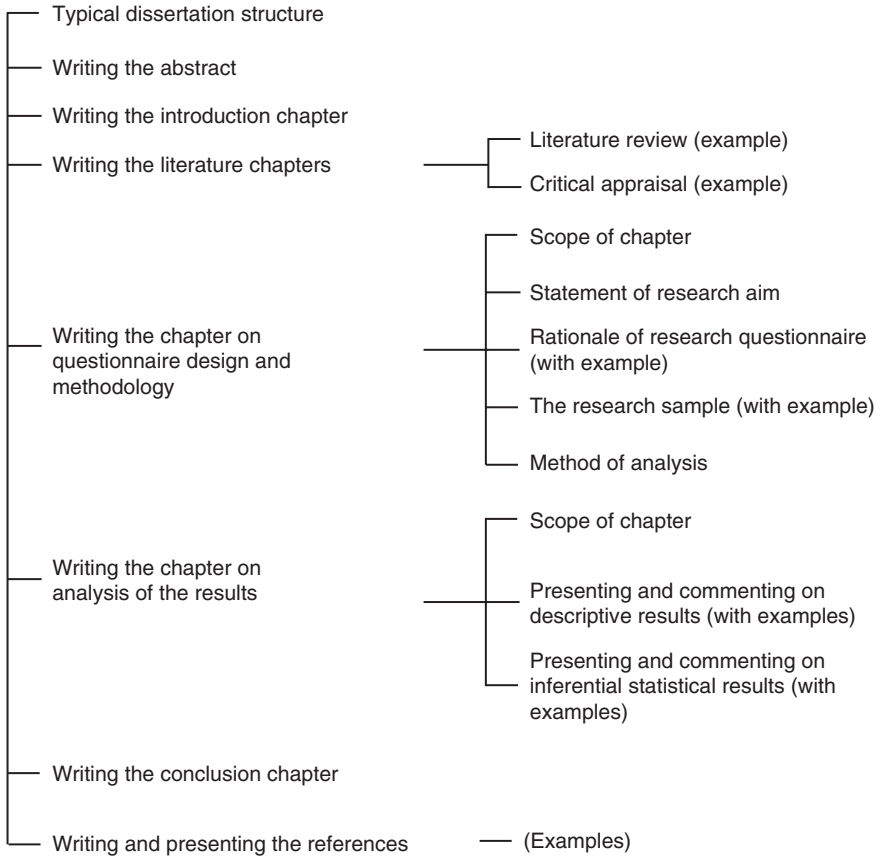 Typical dissertation structure
Writing the abstract
Writing the introduction chapter
Writing the literature chapters
Literature review (example)
Critical appraisal (example)
Writing the chapter on
questionnaire design and
methodology
Scope of chapter
Statement of research aim
Rationale of research questionnaire
(with example)
The research sample (with example)
Method of analysis
Writing the chapter on
analysis of the results
Scope of chapter
Presenting and commenting on
descriptive results (with examples)
Presenting and commenting on
inferential statistical results (with
examples)
Writing the conclusion chapter
Writing and presenting the references
(Examples)